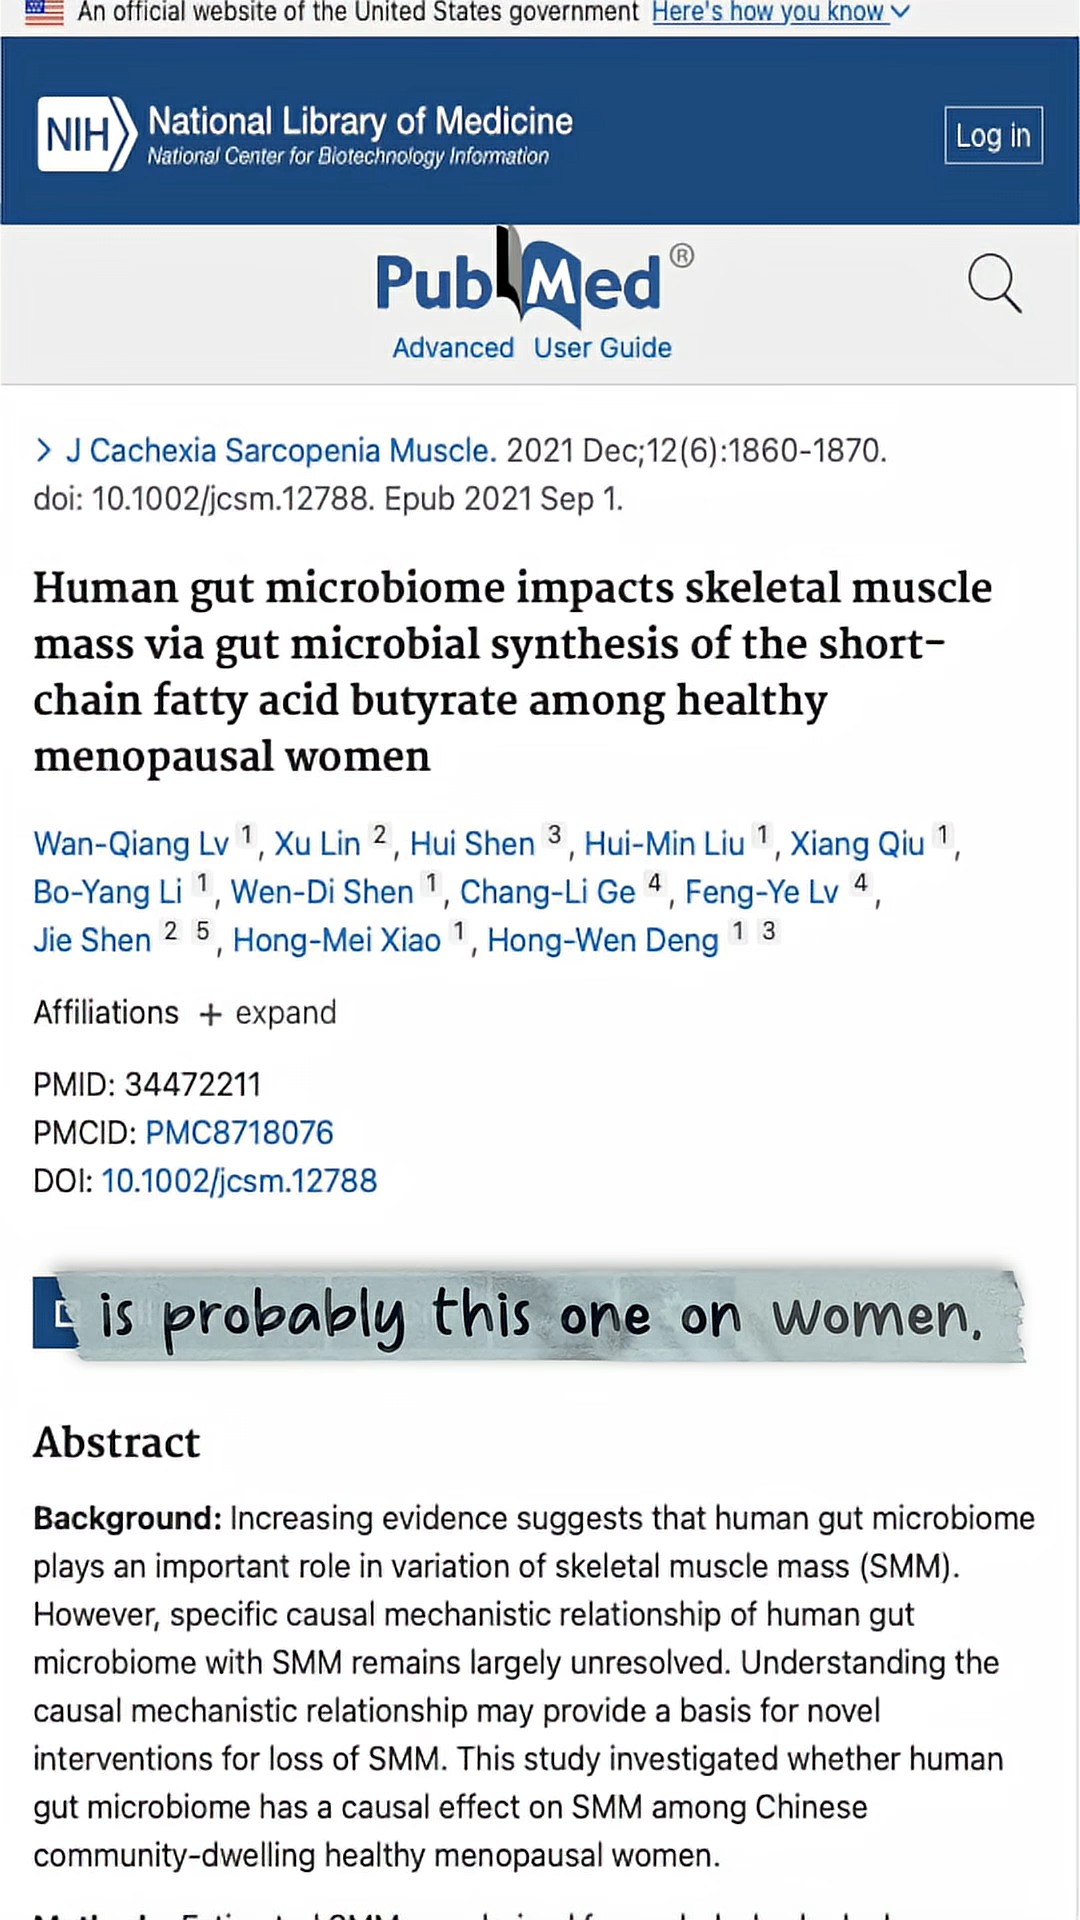 An official website of the United States government Here's how you know
NIH National Library of Medicine
National Center for Biotechnology Information
Log in
PubMed®
Advanced User Guide
J Cachexia Sarcopenia Muscle. 2021 Dec;12(6):1860-1870.
doi: 10.1002/jcsm.12788. Epub 2021 Sep 1.
Human gut microbiome impacts skeletal muscle
mass via gut microbial synthesis of the short-
chain fatty acid butyrate among healthy
menopausal women
Wan-Qiang Lv 1, Xu Lin 2, Hui Shen 3, Hui-Min Liu 1, Xiang Qiu 1,
Bo-Yang Li 1, Wen-Di Shen 1, Chang-Li Ge 4, Feng-Ye Lv 4,
Jie Shen 2 5, Hong-Mei Xiao 1, Hong-Wen Deng 1 3
Affiliations + expand
PMID: 34472211
PMCID: PMC8718076
DOI: 10.1002/jcsm.12788
is probably this one on women.
Abstract
Background: Increasing evidence suggests that human gut microbiome
plays an important role in variation of skeletal muscle mass (SMM).
However, specific causal mechanistic relationship of human gut
microbiome with SMM remains largely unresolved. Understanding the
causal mechanistic relationship may provide a basis for novel
interventions for loss of SMM. This study investigated whether human
gut microbiome has a causal effect on SMM among Chinese
community-dwelling healthy menopausal women.